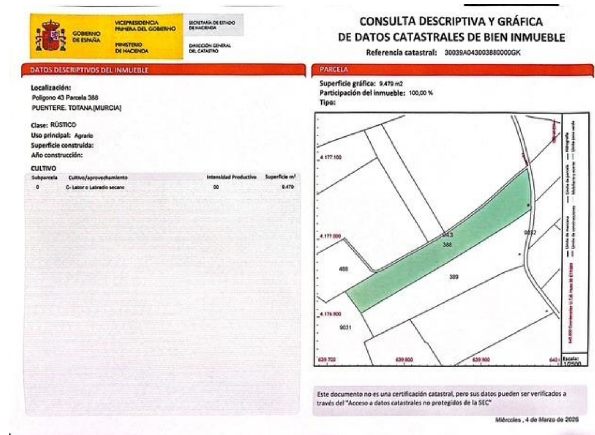 GOBIERNO
DE ESPAÑA
VICEPRESIDENCIA
PRIMERA DEL GOBIERNO
MINISTERIO
DE HACIENDA
SECRETARÍA DE ESTADO
DE HACIENDA
DIRECCIÓN GENERAL
DEL CATASTRO
CONSULTA DESCRIPTIVA Y GRÁFICA
DE DATOS CATASTRALES DE BIEN INMUEBLE
Referencia catastral: 30039A043003880000GK
DATOS DESCRIPTIVOS DEL INMUEBLE
Localización:
Polígono 43 Parcela 388
PUENTERE. TOTANA [MURCIA]
Clase: RÚSTICO
Uso principal: Agrario
Superficie construida:
Año construcción:
CULTIVO
Subparcela Cultivo/aprovechamiento Intensidad Productiva Superficie m²
0 C- Labor o Labradío secano 00 9.479
PARCELA
Superficie gráfica: 9.479 m2
Participación del inmueble: 100,00 %
Tipo:
4.177.100
4.177.000
4.176.900
388
389
488
9031
639.700 639.800 639.900
Escala:
1/2500
Este documento no es una certificación catastral, pero sus datos pueden ser verificados a
través del "Acceso a datos catastrales no protegidos de la SEC"
Miércoles , 4 de Marzo de 2026